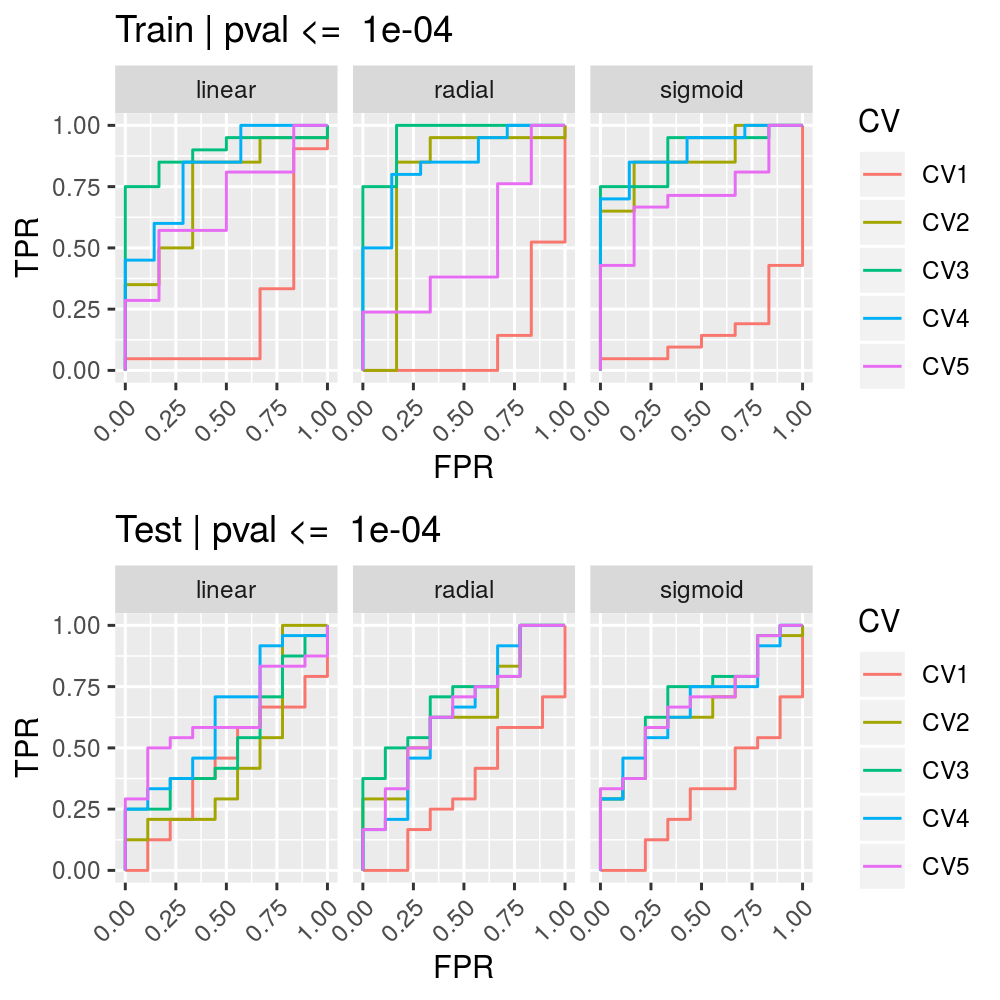 Train | pval <= 1e-04
linear
radial
sigmoid
TPR
1.00
0.75
0.50
0.25
0.00
0.00 0.25 0.50 0.75 1.00
0.00 0.25 0.50 0.75 1.00
0.00 0.25 0.50 0.75 1.00
FPR
CV
CV1
CV2
CV3
CV4
CV5
Test | pval <= 1e-04
linear
radial
sigmoid
TPR
1.00
0.75
0.50
0.25
0.00
0.00 0.25 0.50 0.75 1.00
0.00 0.25 0.50 0.75 1.00
0.00 0.25 0.50 0.75 1.00
FPR
CV
CV1
CV2
CV3
CV4
CV5